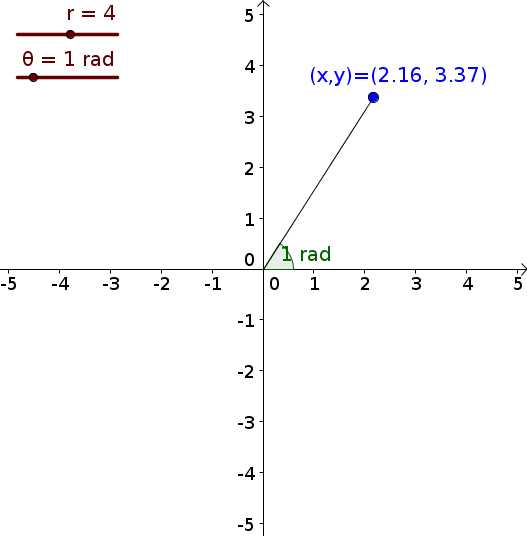 r = 4
θ = 1 rad
(x,y)=(2.16, 3.37)
1 rad
5
4
3
2
1
0
-5 -4 -3 -2 -1 0 1 2 3 4 5
-1
-2
-3
-4
-5